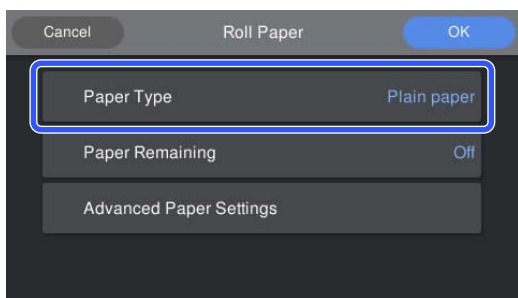 Cancel Roll Paper OK
Paper Type Plain paper
Paper Remaining Off
Advanced Paper Settings